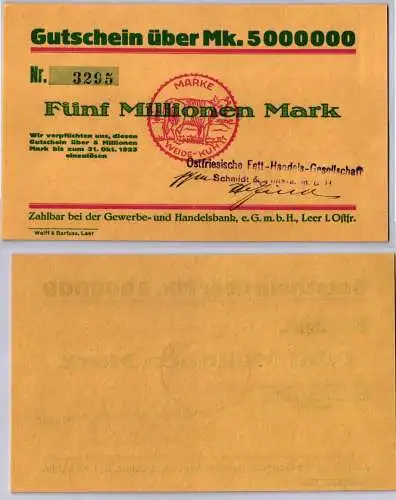 Gutschein über Mk. 5000000
Nr. 3295
MARKE
Fünf Millionen Mark
WEIDE-KUH
Wir verpflichten uns, diesen
Gutschein über 5 Millionen
Mark bis zum 31. Okt. 1923
einzulösen
Ostfriesische Fett-Handels-Gesellschaft
Schmidt & m. b. H
Zahlbar bei der Gewerbe- und Handelsbank, e. G. m. b. H., Leer i. Ostfr.
Leer